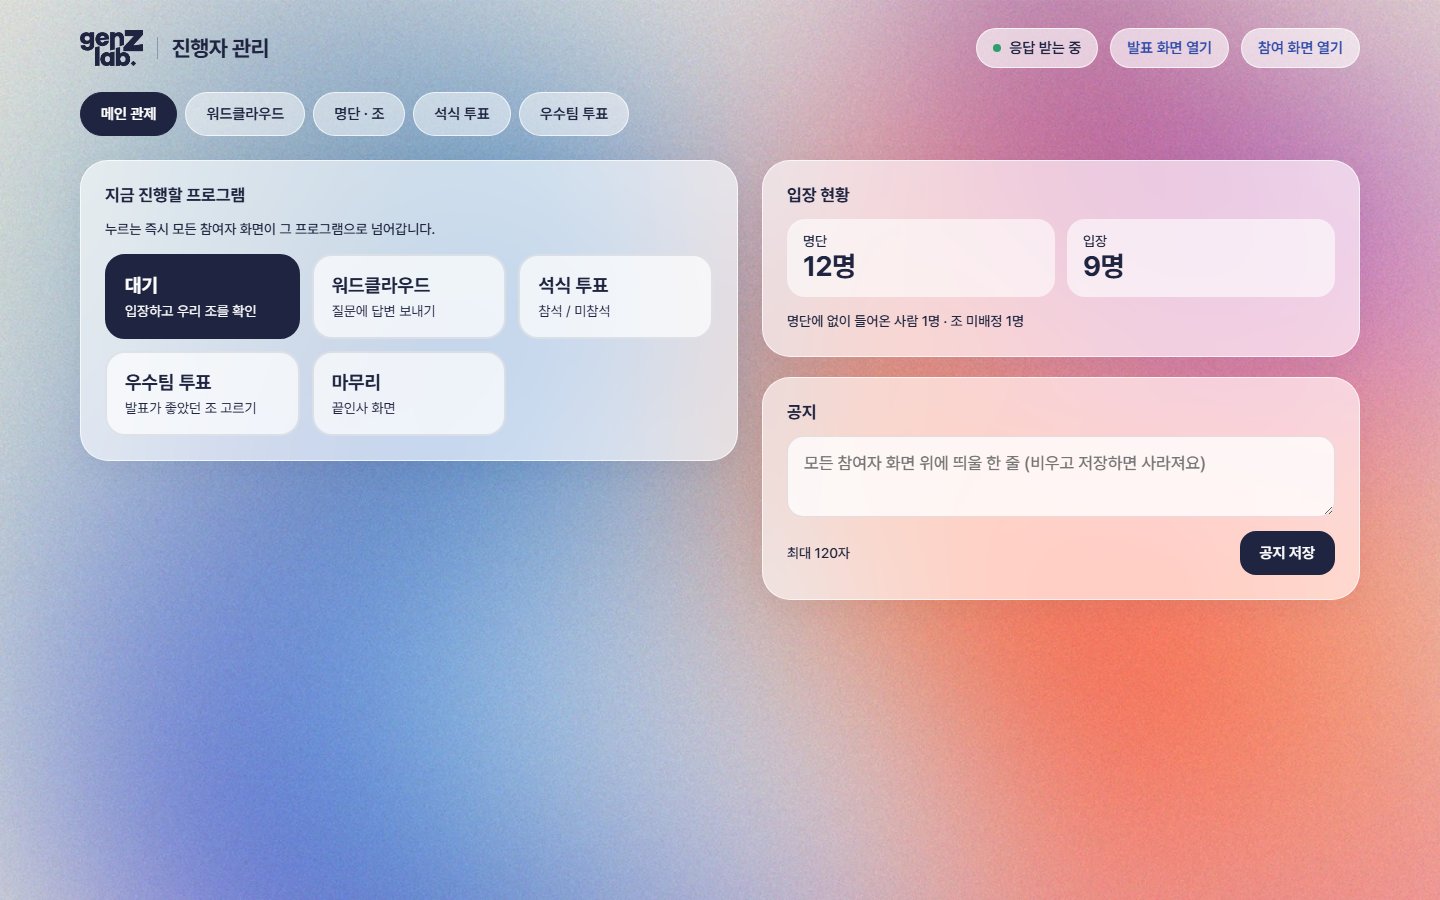 genZ
lab.
진행자 관리
응답 받는 중
발표 화면 열기
참여 화면 열기
메인 관제
워드클라우드
명단 · 조
석식 투표
우수팀 투표
지금 진행할 프로그램
누르는 즉시 모든 참여자 화면이 그 프로그램으로 넘어갑니다.
대기
입장하고 우리 조를 확인
워드클라우드
질문에 답변 보내기
석식 투표
참석 / 미참석
우수팀 투표
발표가 좋았던 조 고르기
마무리
끝인사 화면
입장 현황
명단
12명
입장
9명
명단에 없이 들어온 사람 1명 · 조 미배정 1명
공지
모든 참여자 화면 위에 띄울 한 줄 (비우고 저장하면 사라져요)
최대 120자
공지 저장